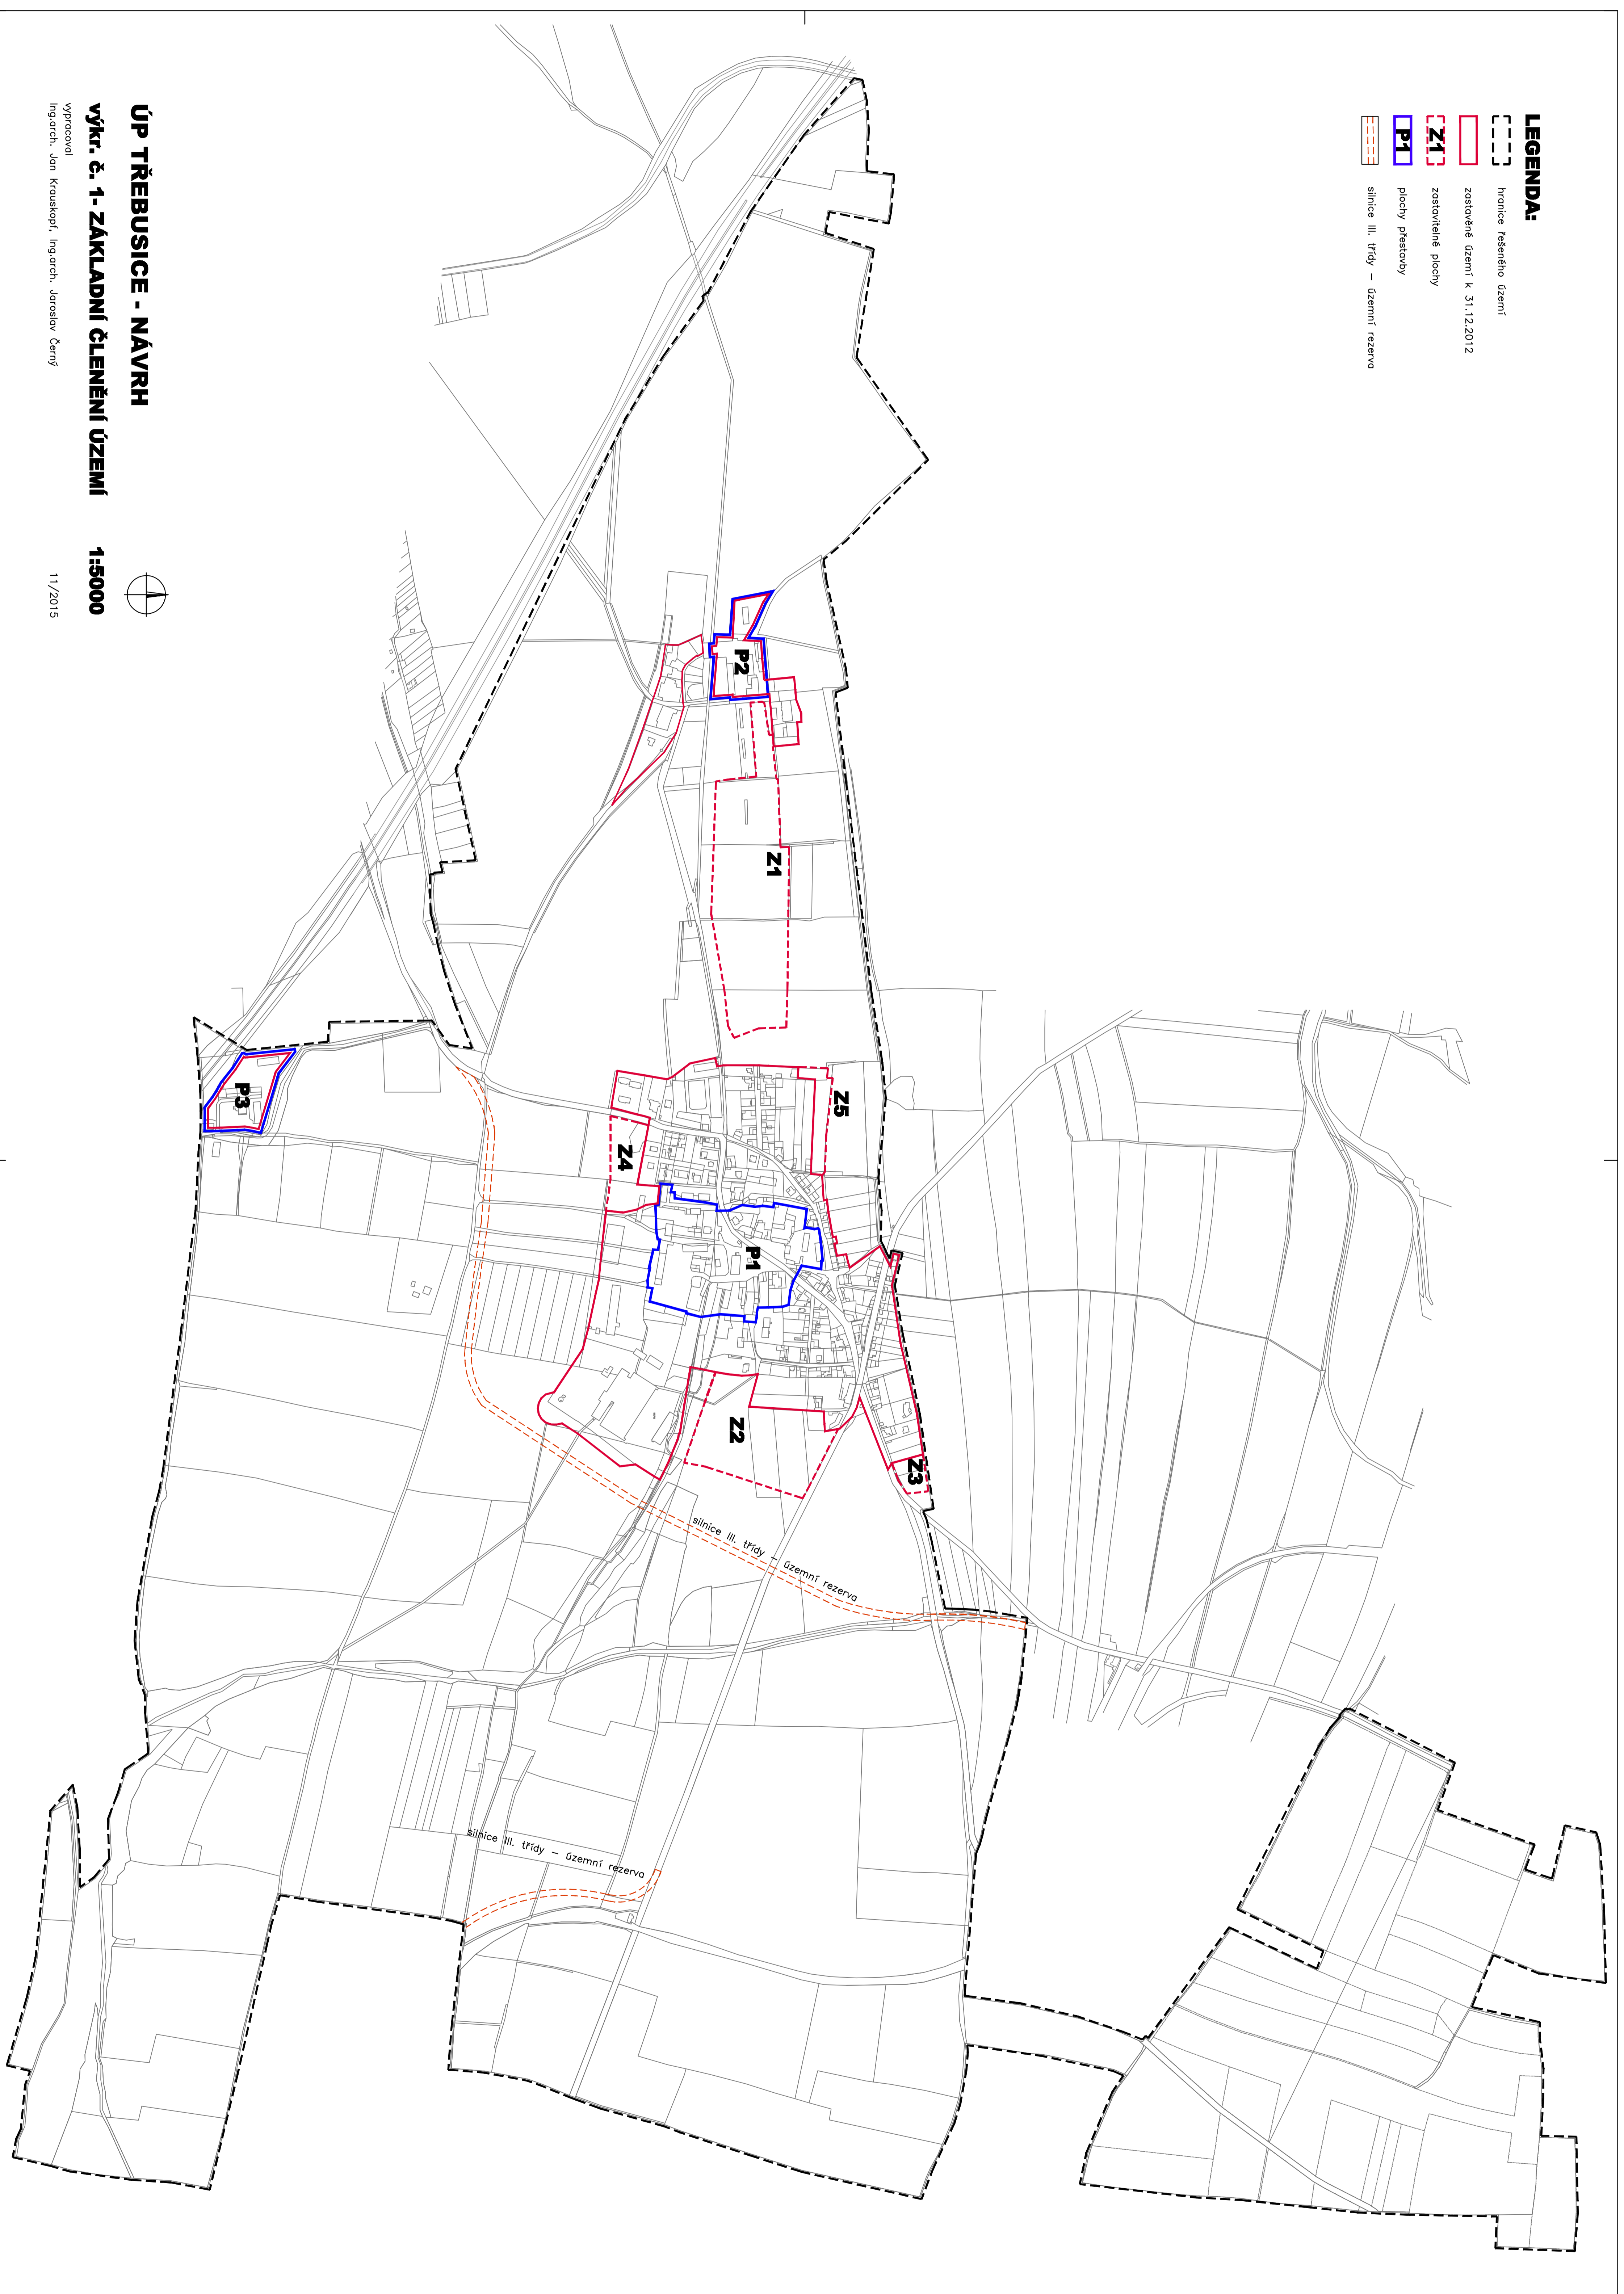 LEGENDA:
hranice řešeného území
zastavěné území k 31.12.2012
Z1 zastavitelné plochy
P1 plochy přestavby
silnice III. třídy – územní rezerva
P2
Z1
Z5
Z4
P1
P3
Z2
Z3
silnice III. třídy – územní rezerva
silnice III. třídy – územní rezerva
ÚP TŘEBUSICE - NÁVRH
výkr. č. 1- ZÁKLADNÍ ČLENĚNÍ ÚZEMÍ 1:5000
vypracoval
Ing.arch. Jan Krauskopf, Ing.arch. Jaroslav Černý 11/2015